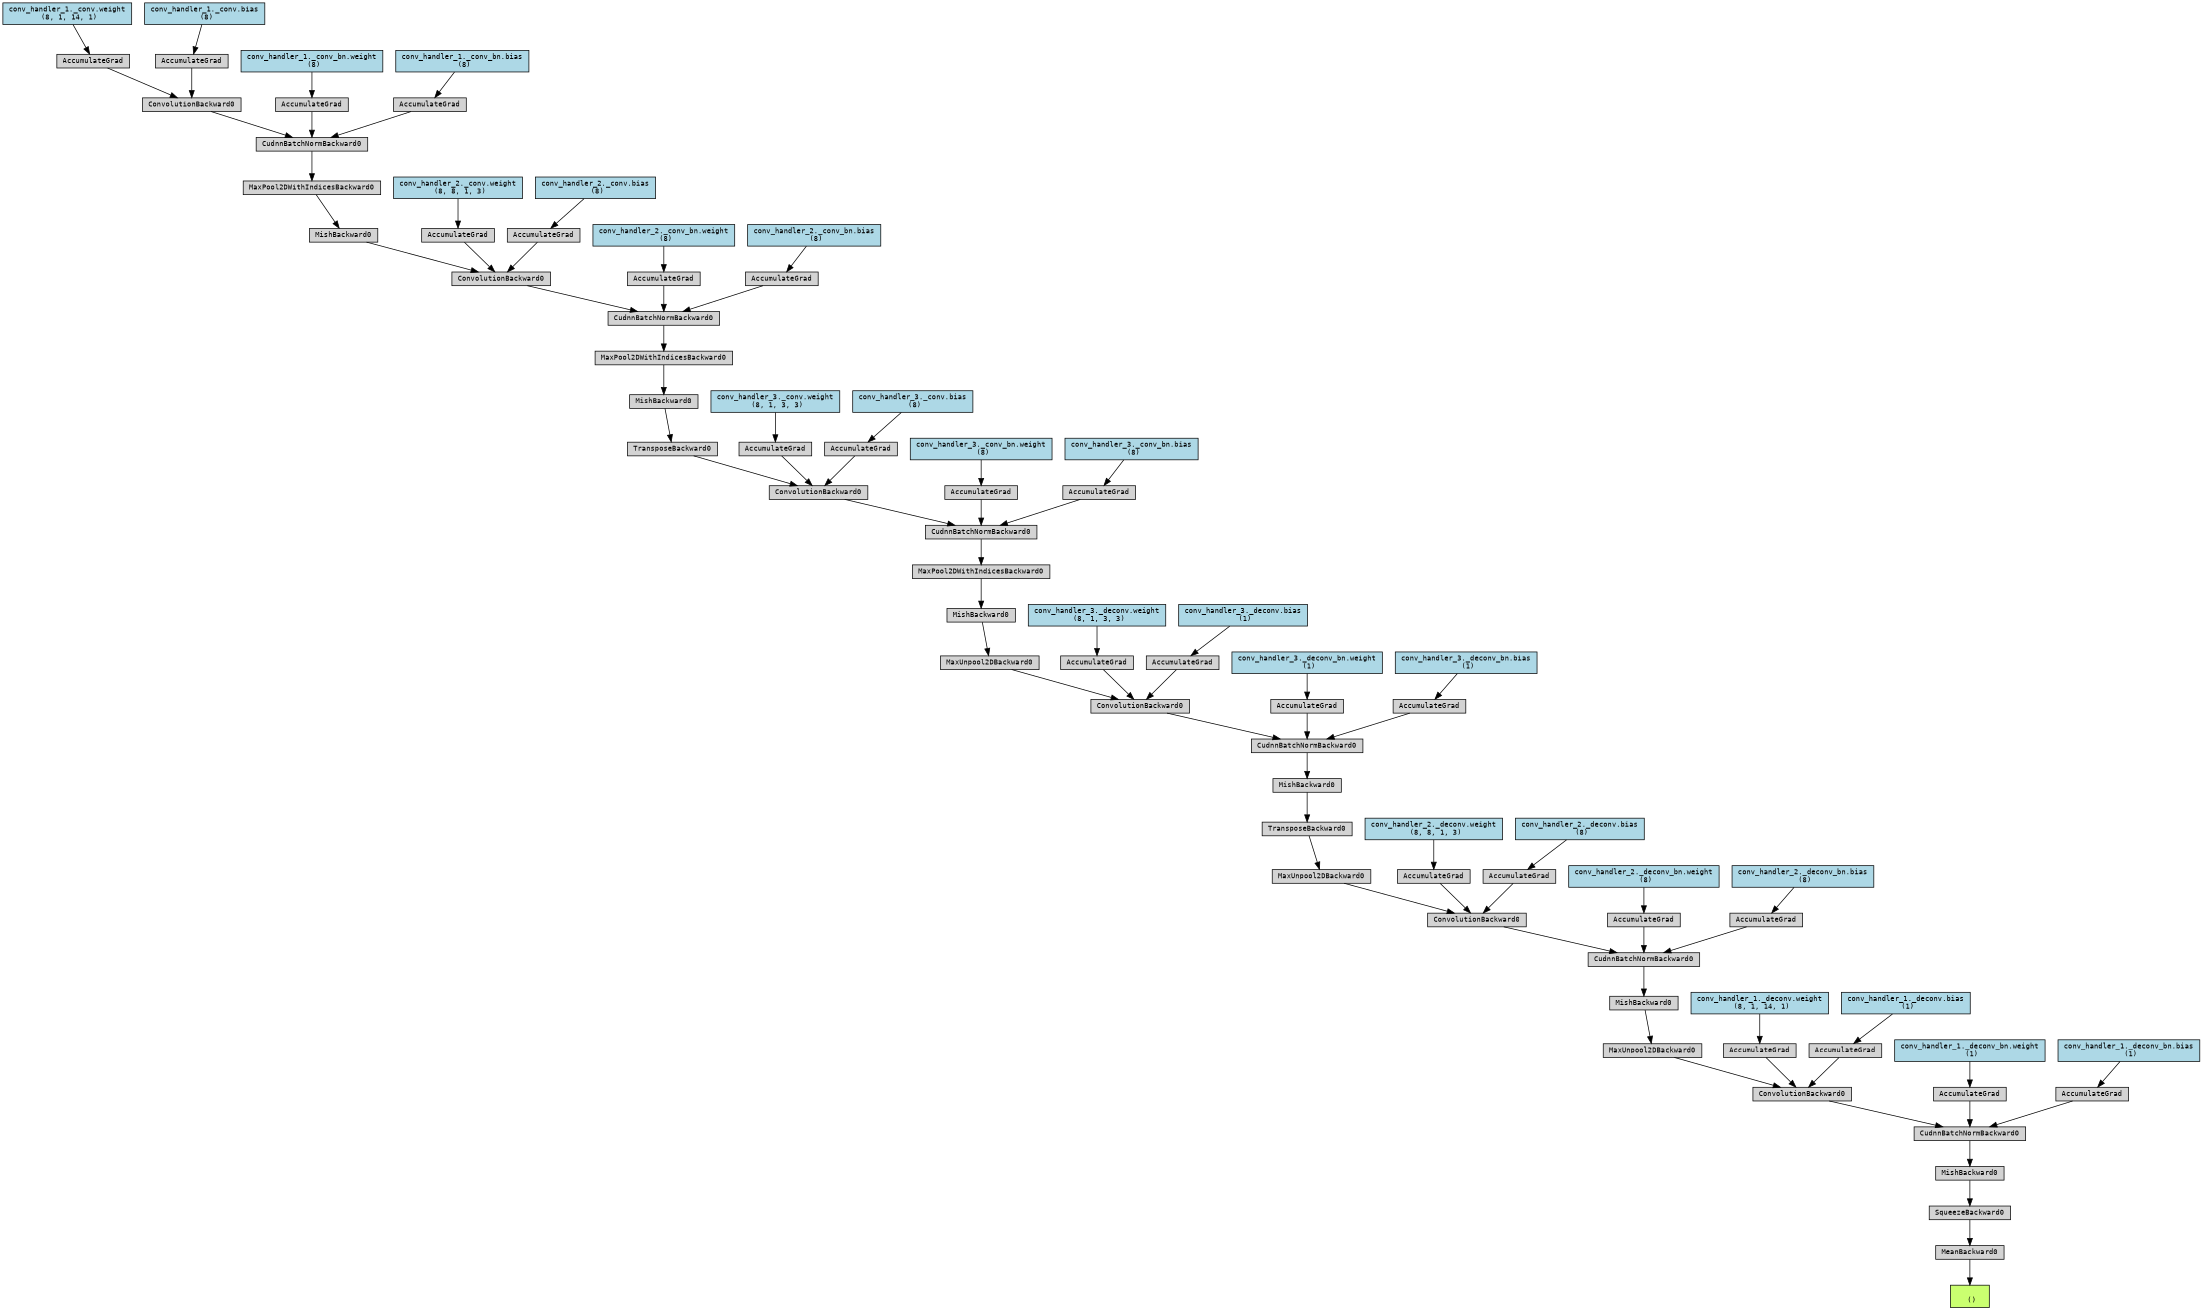 conv_handler_1._conv.weight
(8, 1, 14, 1)
conv_handler_1._conv.bias
(8)
AccumulateGrad
AccumulateGrad
conv_handler_1._conv_bn.weight
(8)
conv_handler_1._conv_bn.bias
(8)
ConvolutionBackward0
AccumulateGrad
AccumulateGrad
CudnnBatchNormBackward0
MaxPool2DWithIndicesBackward0
conv_handler_2._conv.weight
(8, 8, 1, 3)
conv_handler_2._conv.bias
(8)
MishBackward0
AccumulateGrad
AccumulateGrad
conv_handler_2._conv_bn.weight
(8)
conv_handler_2._conv_bn.bias
(8)
ConvolutionBackward0
AccumulateGrad
AccumulateGrad
CudnnBatchNormBackward0
MaxPool2DWithIndicesBackward0
MishBackward0
conv_handler_3._conv.weight
(8, 1, 3, 3)
conv_handler_3._conv.bias
(8)
TransposeBackward0
AccumulateGrad
AccumulateGrad
conv_handler_3._conv_bn.weight
(8)
conv_handler_3._conv_bn.bias
(8)
ConvolutionBackward0
AccumulateGrad
AccumulateGrad
CudnnBatchNormBackward0
MaxPool2DWithIndicesBackward0
MishBackward0
conv_handler_3._deconv.weight
(8, 1, 3, 3)
conv_handler_3._deconv.bias
(1)
MaxUnpool2DBackward0
AccumulateGrad
AccumulateGrad
conv_handler_3._deconv_bn.weight
(1)
conv_handler_3._deconv_bn.bias
(1)
ConvolutionBackward0
AccumulateGrad
AccumulateGrad
CudnnBatchNormBackward0
MishBackward0
TransposeBackward0
conv_handler_2._deconv.weight
(8, 8, 1, 3)
conv_handler_2._deconv.bias
(8)
MaxUnpool2DBackward0
AccumulateGrad
AccumulateGrad
conv_handler_2._deconv_bn.weight
(8)
conv_handler_2._deconv_bn.bias
(8)
ConvolutionBackward0
AccumulateGrad
AccumulateGrad
CudnnBatchNormBackward0
MishBackward0
conv_handler_1._deconv.weight
(8, 1, 14, 1)
conv_handler_1._deconv.bias
(1)
MaxUnpool2DBackward0
AccumulateGrad
AccumulateGrad
conv_handler_1._deconv_bn.weight
(1)
conv_handler_1._deconv_bn.bias
(1)
ConvolutionBackward0
AccumulateGrad
AccumulateGrad
CudnnBatchNormBackward0
MishBackward0
SqueezeBackward0
MeanBackward0
()